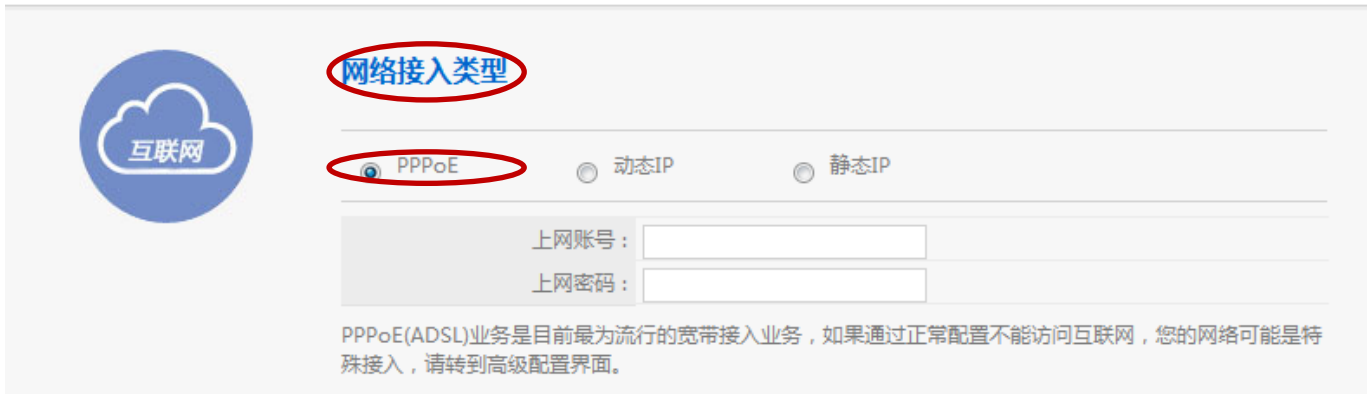 互联网
网络接入类型
PPPoE 动态IP 静态IP
上网账号：
上网密码：
PPPoE(ADSL)业务是目前最为流行的宽带接入业务，如果通过正常配置不能访问互联网，您的网络可能是特
殊接入，请转到高级配置界面。